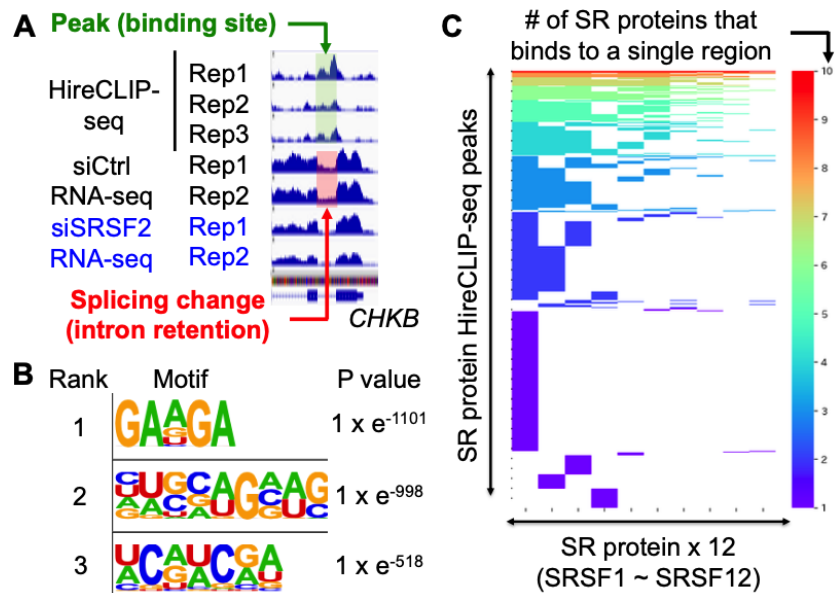 A
Peak (binding site)
HireCLIP-
seq
Rep1
Rep2
Rep3
siCtrl
RNA-seq
Rep1
Rep2
siSRSF2
RNA-seq
Rep1
Rep2
Splicing change
(intron retention)
CHKB
B
Rank
Motif
P value
1
GAAGA
1 x e-1101
2
1 x e-998
3
1 x e-518
C
# of SR proteins that
binds to a single region
SR protein HireCLIP-seq peaks
10
9
8
7
6
5
4
3
2
1
SR protein x 12
(SRSF1 ~ SRSF12)